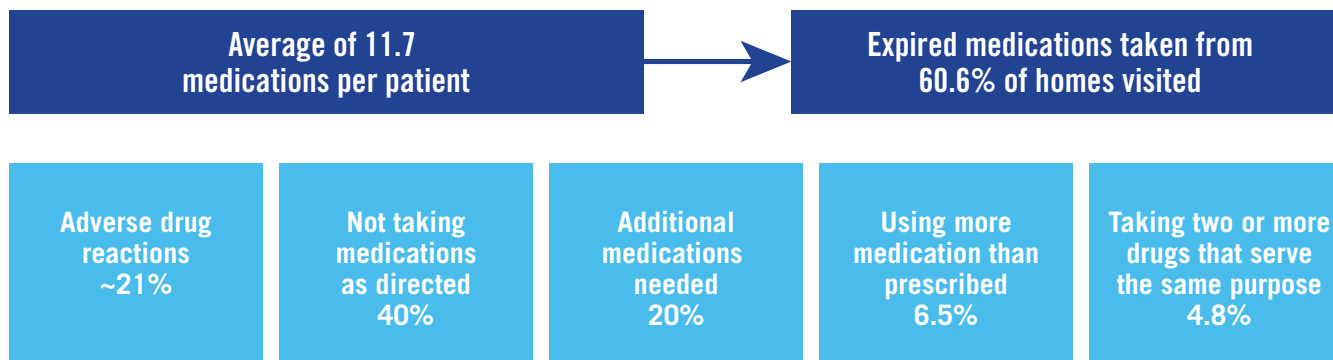 Average of 11.7
medications per patient
Expired medications taken from
60.6% of homes visited
Adverse drug
reactions
~21%
Not taking
medications
as directed
40%
Additional
medications
needed
20%
Using more
medication than
prescribed
6.5%
Taking two or more
drugs that serve
the same purpose
4.8%